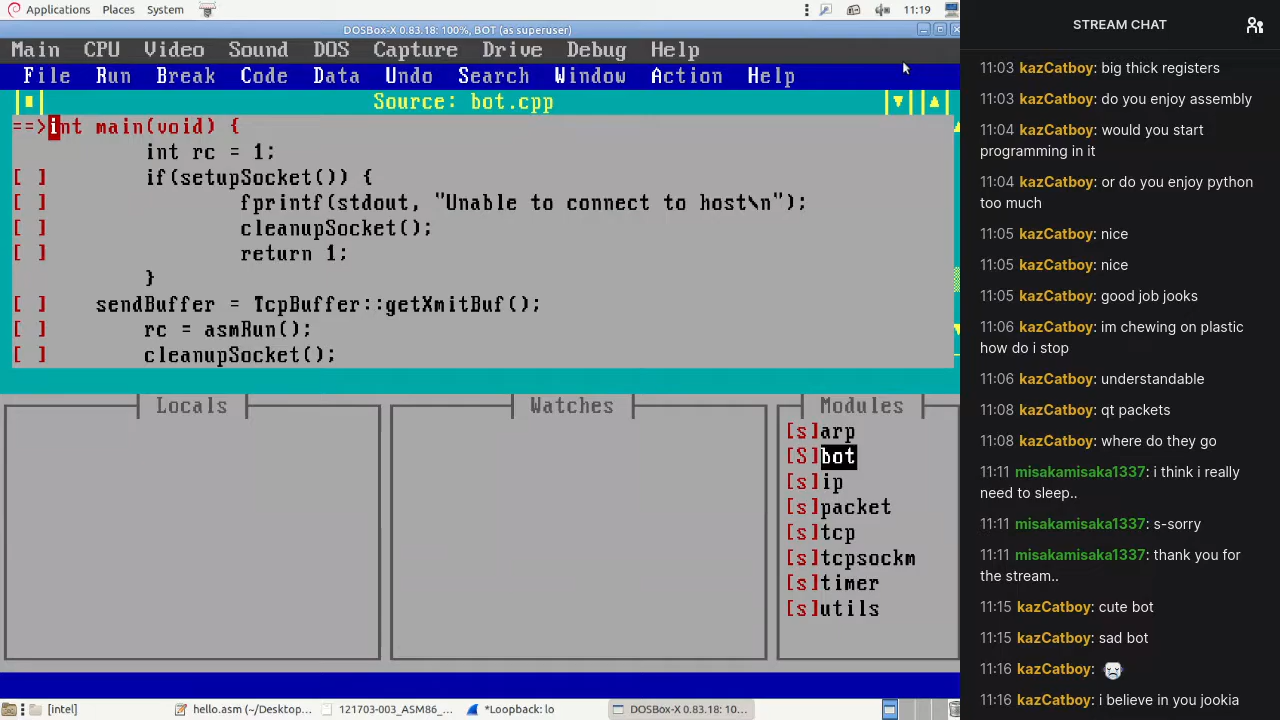 Applications Places System 11:19
DOSBox-X 0.83.18: 100%, BOT (as superuser)
Main CPU Video Sound DOS Capture Drive Debug Help
File Run Break Code Data Undo Search Window Action Help
Source: bot.cpp
==>int main(void) {
int rc = 1;
[ ] if(setupSocket()) {
[ ] fprintf(stdout, "Unable to connect to host\n");
[ ] cleanupSocket();
[ ] return 1;
}
[ ] sendBuffer = TcpBuffer::getXmitBuf();
[ ] rc = asmRun();
[ ] cleanupSocket();
Locals
Watches
Modules
[s]arp
[S]bot
[s]ip
[s]packet
[s]tcp
[s]tcpsockm
[s]timer
[s]utils
[intel] hello.asm (~/Desktop... 121703-003_ASM86_... *Loopback: lo DOSBox-X 0.83.18: 10...
STREAM CHAT
11:03 kazCatboy: big thick registers
11:03 kazCatboy: do you enjoy assembly
11:04 kazCatboy: would you start
programming in it
11:04 kazCatboy: or do you enjoy python
too much
11:05 kazCatboy: nice
11:05 kazCatboy: nice
11:05 kazCatboy: good job jooks
11:06 kazCatboy: im chewing on plastic
how do i stop
11:06 kazCatboy: understandable
11:08 kazCatboy: qt packets
11:08 kazCatboy: where do they go
11:11 misakamisaka1337: i think i really
need to sleep..
11:11 misakamisaka1337: s-sorry
11:11 misakamisaka1337: thank you for
the stream..
11:15 kazCatboy: cute bot
11:15 kazCatboy: sad bot
11:16 kazCatboy:
11:16 kazCatboy: i believe in you jookia